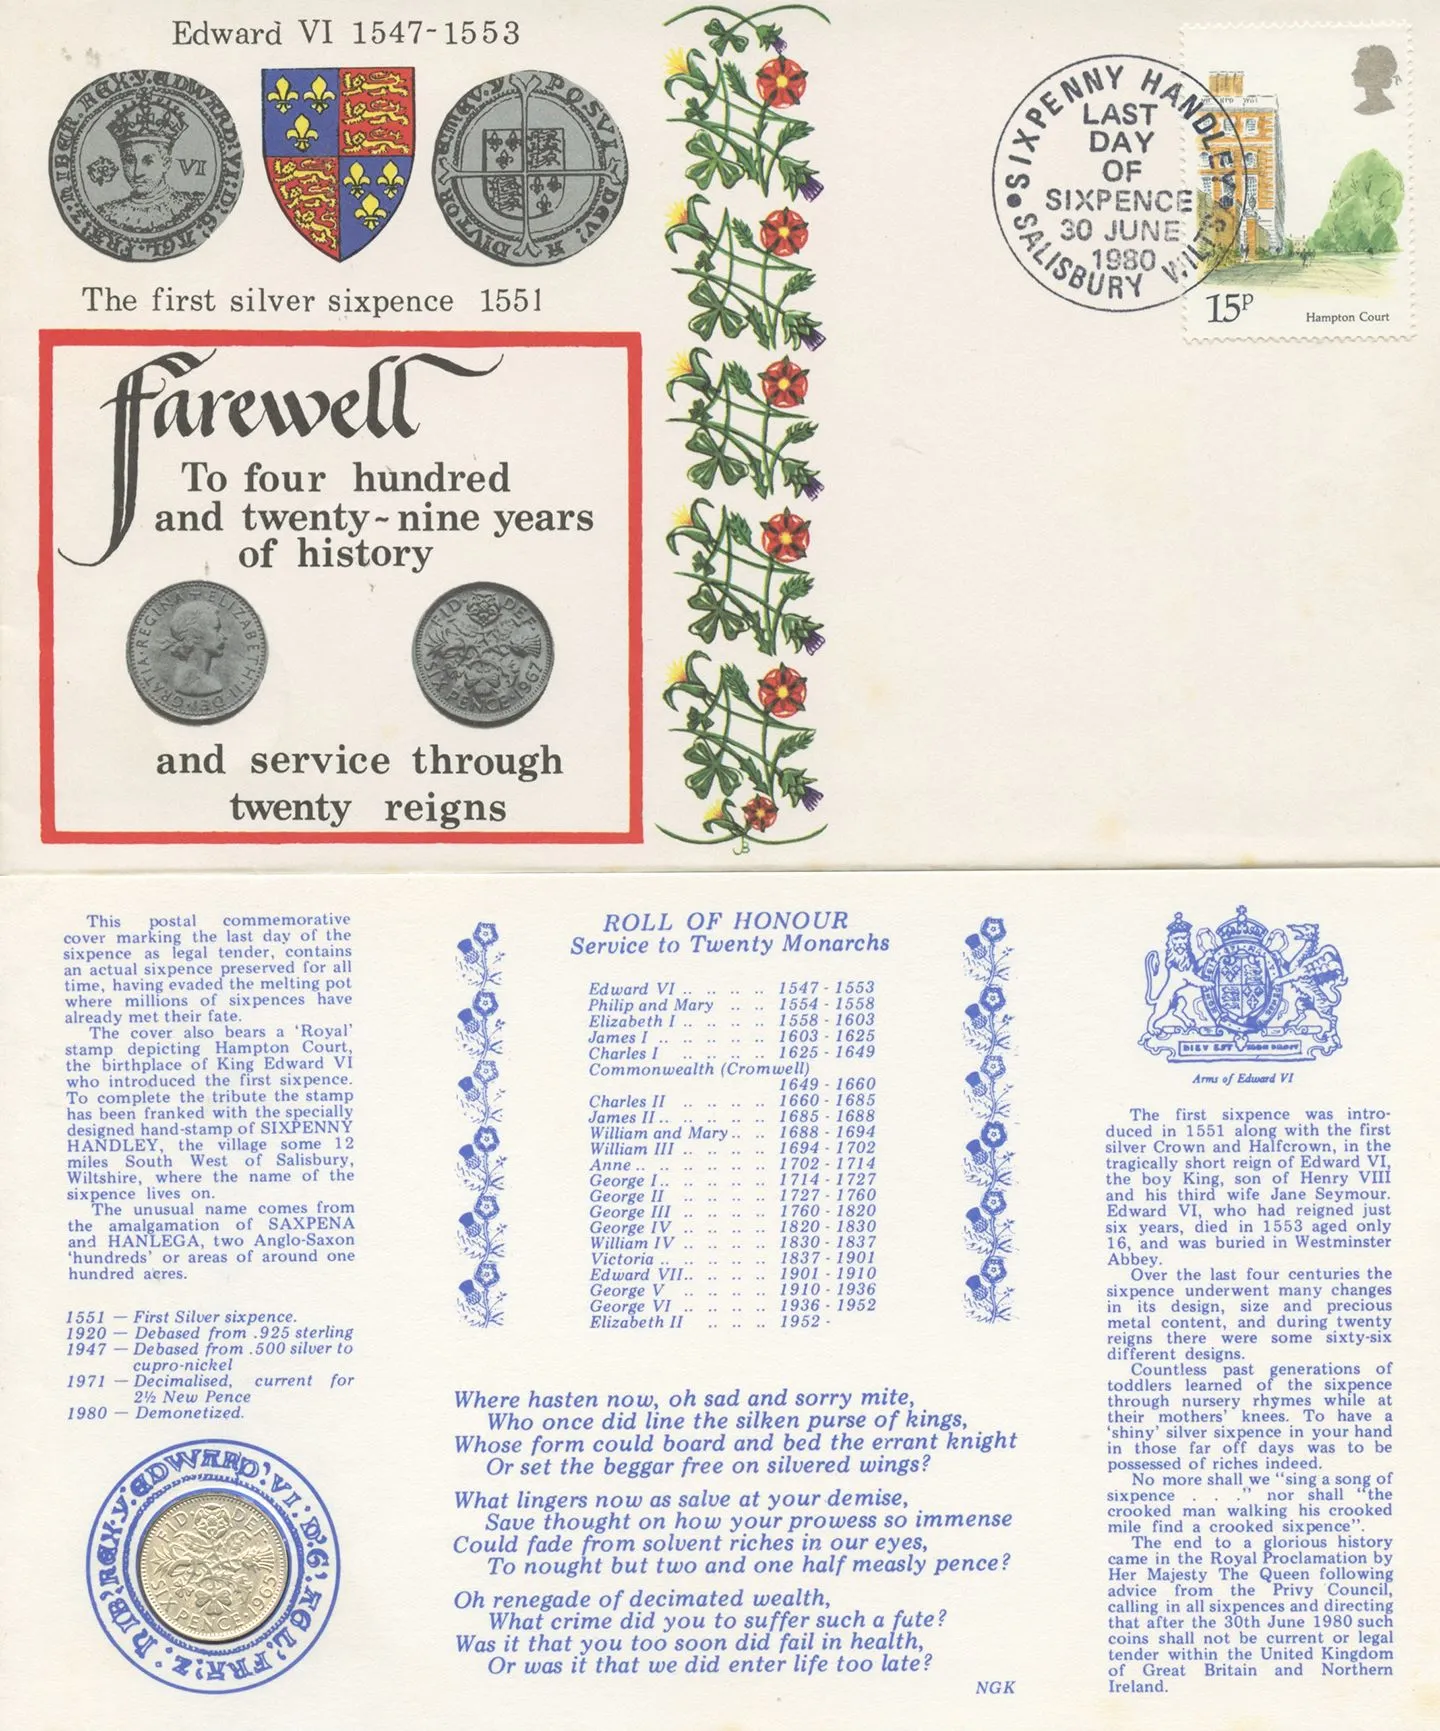 Edward VI 1547-1553
VI
The first silver sixpence 1551
Farewell
To four hundred
and twenty-nine years
of history
ELIZABETH·II·DEI·GRATIA·REGINA
FID DEF
SIXPENCE·1967
and service through
twenty reigns
JB
SIXPENNY HANDLEY
LAST
DAY
OF
SIXPENCE
30 JUNE
1980
SALISBURY WILTS
15p
Hampton Court
This postal commemorative
cover marking the last day of the
sixpence as legal tender, contains
an actual sixpence preserved for all
time, having evaded the melting pot
where millions of sixpences have
already met their fate.
The cover also bears a 'Royal'
stamp depicting Hampton Court,
the birthplace of King Edward VI
who introduced the first sixpence.
To complete the tribute the stamp
has been franked with the specially
designed hand-stamp of SIXPENNY
HANDLEY, the village some 12
miles South West of Salisbury,
Wiltshire, where the name of the
sixpence lives on.
The unusual name comes from
the amalgamation of SAXPENA
and HANLEGA, two Anglo-Saxon
'hundreds' or areas of around one
hundred acres.
1551 — First Silver sixpence.
1920 — Debased from .925 sterling
1947 — Debased from .500 silver to
cupro-nickel
1971 — Decimalised, current for
2½ New Pence
1980 — Demonetized.
FID DEF
SIXPENCE·1965
ROLL OF HONOUR
Service to Twenty Monarchs
Edward VI .. .. .. .. 1547 - 1553
Philip and Mary .. .. 1554 - 1558
Elizabeth I .. .. .. .. 1558 - 1603
James I .. .. .. .. .. 1603 - 1625
Charles I .. .. .. .. 1625 - 1649
Commonwealth (Cromwell)
1649 - 1660
Charles II .. .. .. .. 1660 - 1685
James II .. .. .. .. .. 1685 - 1688
William and Mary .. .. 1688 - 1694
William III .. .. .. .. 1694 - 1702
Anne .. .. .. .. .. 1702 - 1714
George I .. .. .. .. .. 1714 - 1727
George II .. .. .. .. 1727 - 1760
George III .. .. .. .. 1760 - 1820
George IV .. .. .. .. 1820 - 1830
William IV .. .. .. .. 1830 - 1837
Victoria .. .. .. .. .. 1837 - 1901
Edward VII .. .. .. .. 1901 - 1910
George V .. .. .. .. 1910 - 1936
George VI .. .. .. .. 1936 - 1952
Elizabeth II .. .. .. 1952 -
Where hasten now, oh sad and sorry mite,
Who once did line the silken purse of kings,
Whose form could board and bed the errant knight
Or set the beggar free on silvered wings?
What lingers now as salve at your demise,
Save thought on how your prowess so immense
Could fade from solvent riches in our eyes,
To nought but two and one half measly pence?
Oh renegade of decimated wealth,
What crime did you to suffer such a fute?
Was it that you too soon did fail in health,
Or was it that we did enter life too late?
NGK
DIEV EST MON DROIT
Arms of Edward VI
The first sixpence was intro-
duced in 1551 along with the first
silver Crown and Halfcrown, in the
tragically short reign of Edward VI,
the boy King, son of Henry VIII
and his third wife Jane Seymour.
Edward VI, who had reigned just
six years, died in 1553 aged only
16, and was buried in Westminster
Abbey.
Over the last four centuries the
sixpence underwent many changes
in its design, size and precious
metal content, and during twenty
reigns there were some sixty-six
different designs.
Countless past generations of
toddlers learned of the sixpence
through nursery rhymes while at
their mothers' knees. To have a
'shiny' silver sixpence in your hand
in those far off days was to be
possessed of riches indeed.
No more shall we "sing a song of
sixpence . . ." nor shall "the
crooked man walking his crooked
mile find a crooked sixpence".
The end to a glorious history
came in the Royal Proclamation by
Her Majesty The Queen following
advice from the Privy Council,
calling in all sixpences and directing
that after the 30th June 1980 such
coins shall not be current or legal
tender within the United Kingdom
of Great Britain and Northern
Ireland.